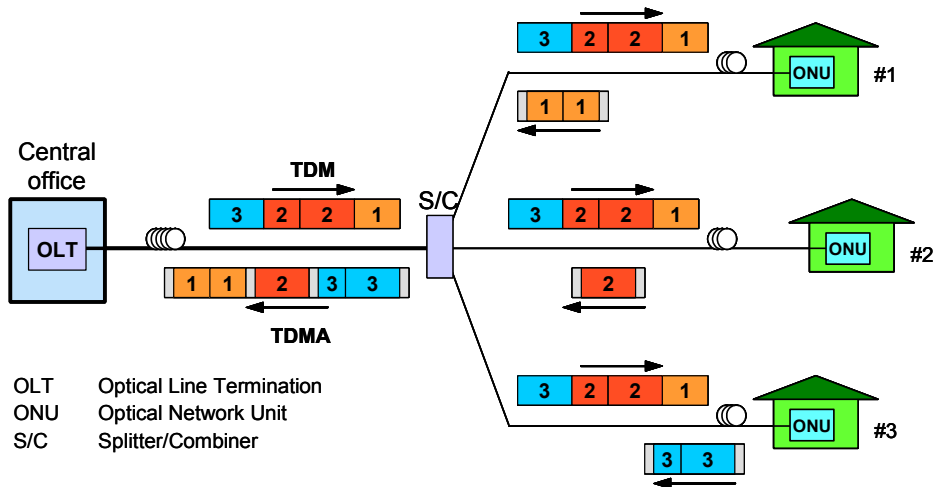 3 2 2 1
ONU
#1
1 1
Central
office
TDM
S/C
3 2 2 1
3 2 2 1
OLT
ONU
#2
1 1 2 3 3
2
TDMA
3 2 2 1
OLT Optical Line Termination
ONU Optical Network Unit
S/C Splitter/Combiner
ONU
#3
3 3